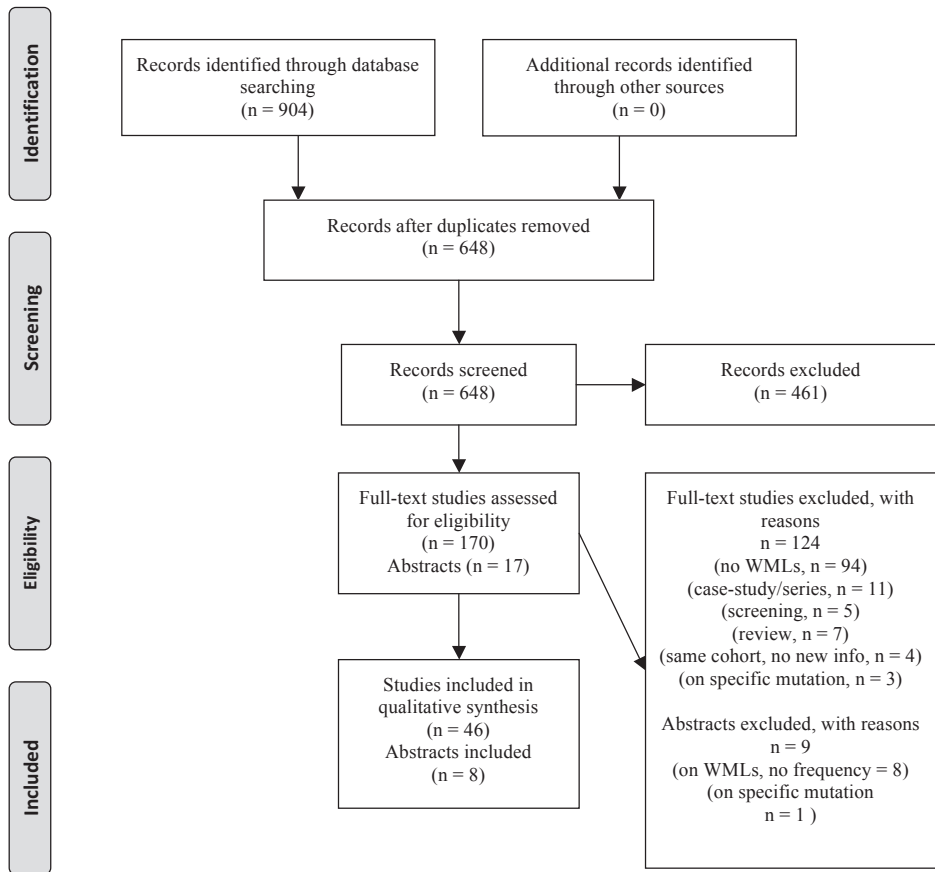 Identification
Records identified through database
searching
(n = 904)
Additional records identified
through other sources
(n = 0)
Records after duplicates removed
(n = 648)
Screening
Records screened
(n = 648)
Records excluded
(n = 461)
Eligibility
Full-text studies assessed
for eligibility
(n = 170)
Abstracts (n = 17)
Full-text studies excluded, with
reasons
n = 124
(no WMLs, n = 94)
(case-study/series, n = 11)
(screening, n = 5)
(review, n = 7)
(same cohort, no new info, n = 4)
(on specific mutation, n = 3)
Abstracts excluded, with reasons
n = 9
(on WMLs, no frequency = 8)
(on specific mutation
n = 1 )
Included
Studies included in
qualitative synthesis
(n = 46)
Abstracts included
(n = 8)